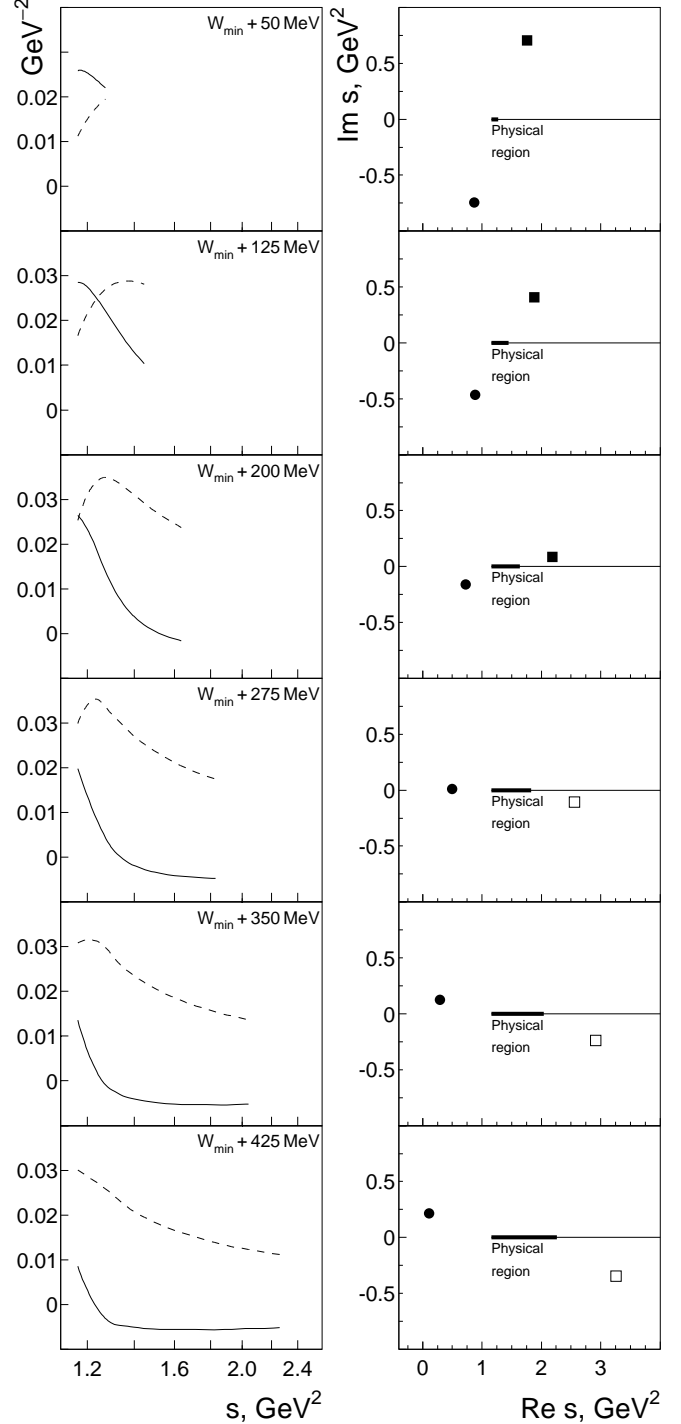 GeV⁻²
W_min + 50 MeV
0.02
0.01
0
Im s, GeV²
0.5
0
-0.5
Physical
region
W_min + 125 MeV
0.03
0.02
0.01
0
0.5
0
-0.5
Physical
region
W_min + 200 MeV
0.03
0.02
0.01
0
0.5
0
-0.5
Physical
region
W_min + 275 MeV
0.03
0.02
0.01
0
0.5
0
-0.5
Physical
region
W_min + 350 MeV
0.03
0.02
0.01
0
0.5
0
-0.5
Physical
region
W_min + 425 MeV
0.03
0.02
0.01
0
0.5
0
-0.5
Physical
region
1.2 1.6 2.0 2.4
s, GeV²
0 1 2 3
Re s, GeV²